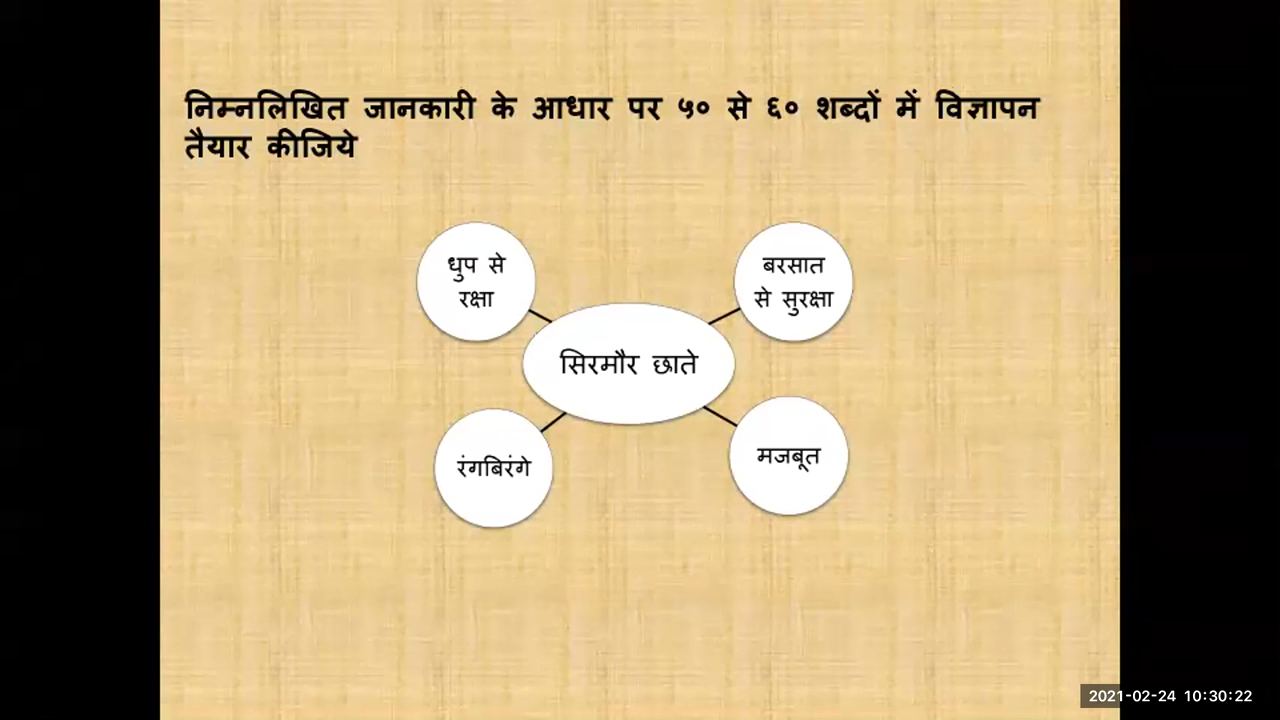 निम्नलिखित जानकारी के आधार पर ५० से ६० शब्दों में विज्ञापन
तैयार कीजिये
धुप से
रक्षा
बरसात
से सुरक्षा
सिरमौर छाते
रंगबिरंगे
मजबूत
2021-02-24 10:30:22